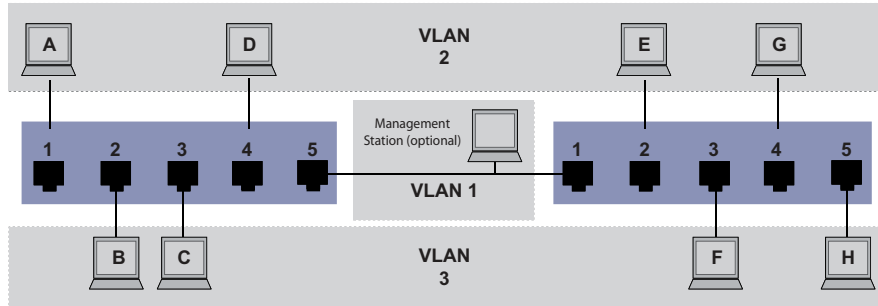 A
D
VLAN
2
E
G
Management
Station (optional)
1
2
3
4
5
1
2
3
4
5
VLAN 1
B
C
VLAN
3
F
H